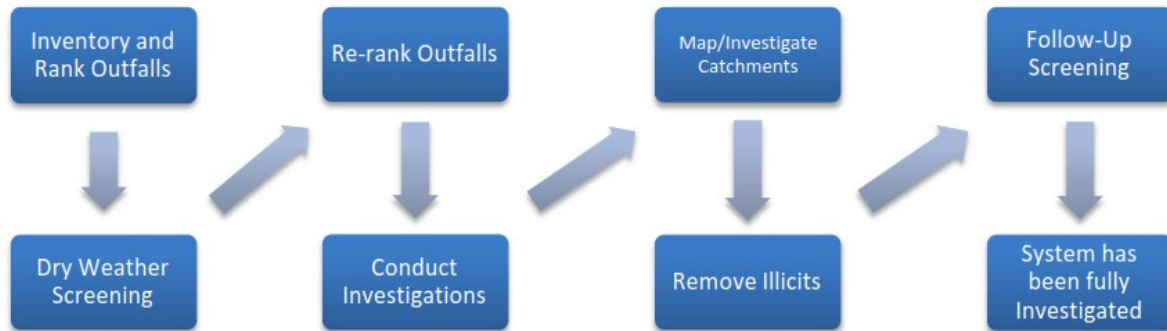 Inventory and
Rank Outfalls
Dry Weather
Screening
Re-rank Outfalls
Conduct
Investigations
Map/Investigate
Catchments
Remove Illicits
Follow-Up
Screening
System has
been fully
Investigated